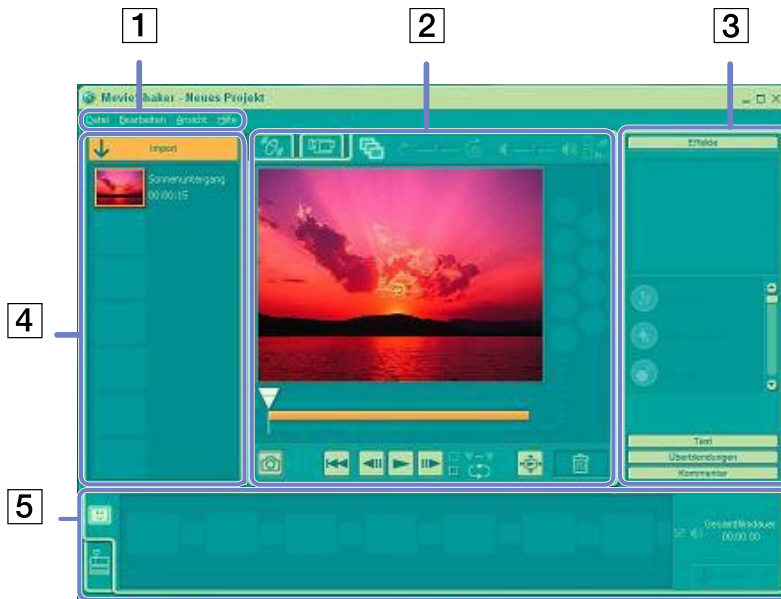 1
2
3
MovieShaker - Neues Projekt
Datei Bearbeiten Ansicht Hilfe
Import
Effekte
Sonnenuntergang
00:00:15
4
Text
Überblendungen
Kommentar
5
Gesamtfilmdauer
00:00.00